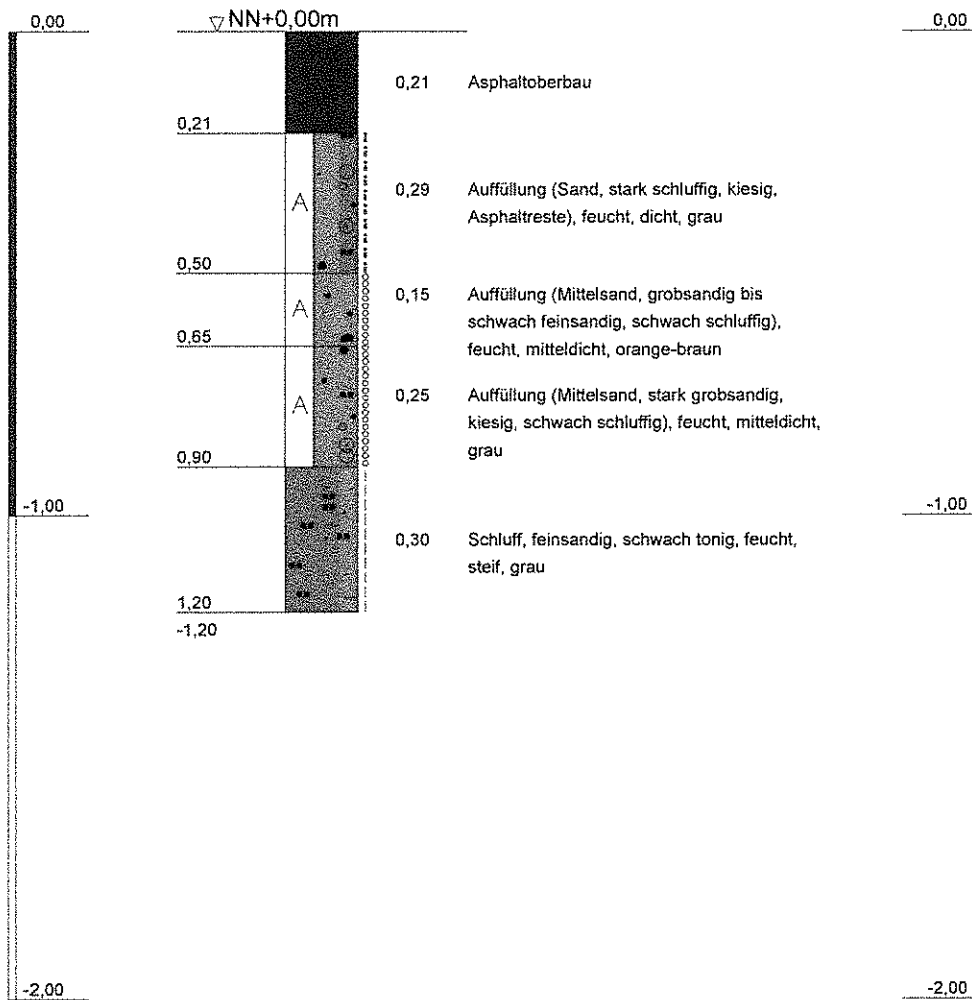 0,00
NN+0,00m
0,00
0,21 Asphaltoberbau
0,21
A
0,29 Auffüllung (Sand, stark schluffig, kiesig,
Asphaltreste), feucht, dicht, grau
0,50
A
0,15 Auffüllung (Mittelsand, grobsandig bis
schwach feinsandig, schwach schluffig),
feucht, mitteldicht, orange-braun
0,65
A
0,25 Auffüllung (Mittelsand, stark grobsandig,
kiesig, schwach schluffig), feucht, mitteldicht,
grau
0,90
-1,00
-1,00
0,30 Schluff, feinsandig, schwach tonig, feucht,
steif, grau
1,20
-1,20
-2,00
-2,00